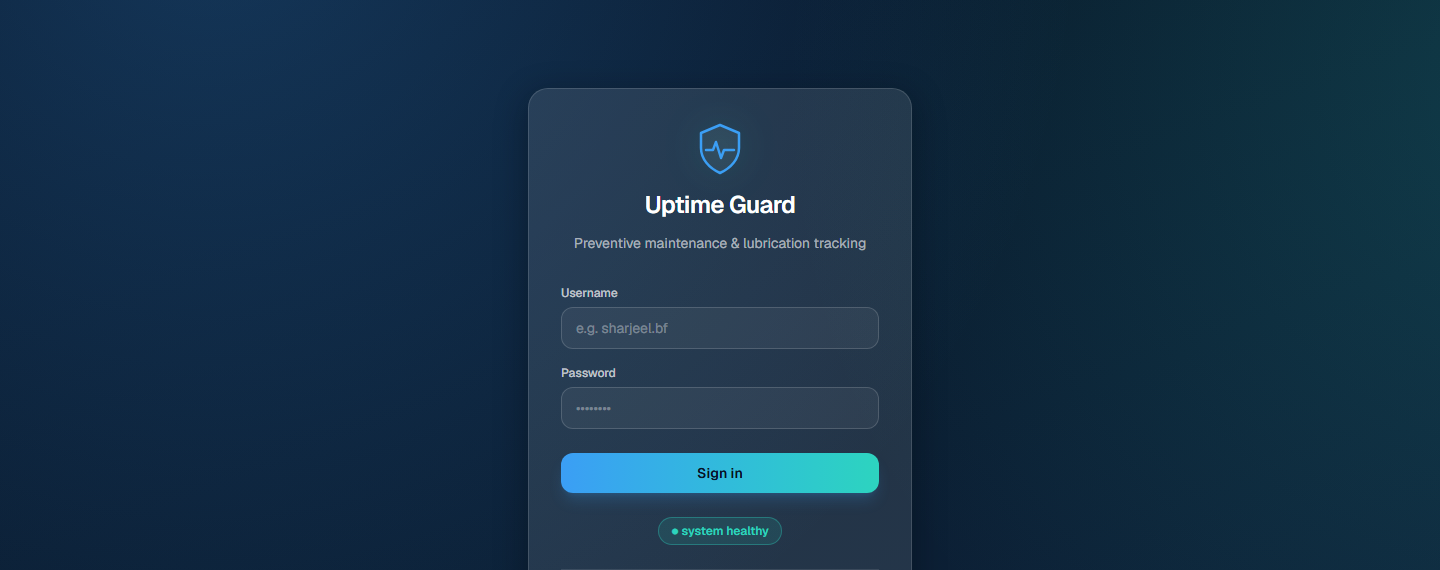 Uptime Guard
Preventive maintenance & lubrication tracking
Username
e.g. sharjeel.bf
Password
••••••••
Sign in
● system healthy